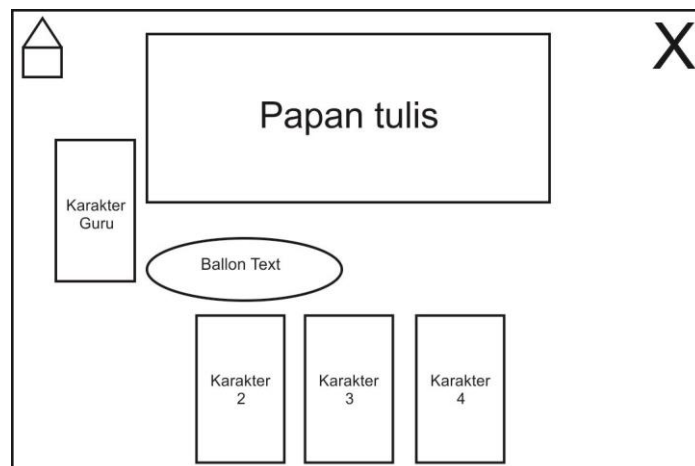 X
Papan tulis
Karakter
Guru
Ballon Text
Karakter
2
Karakter
3
Karakter
4